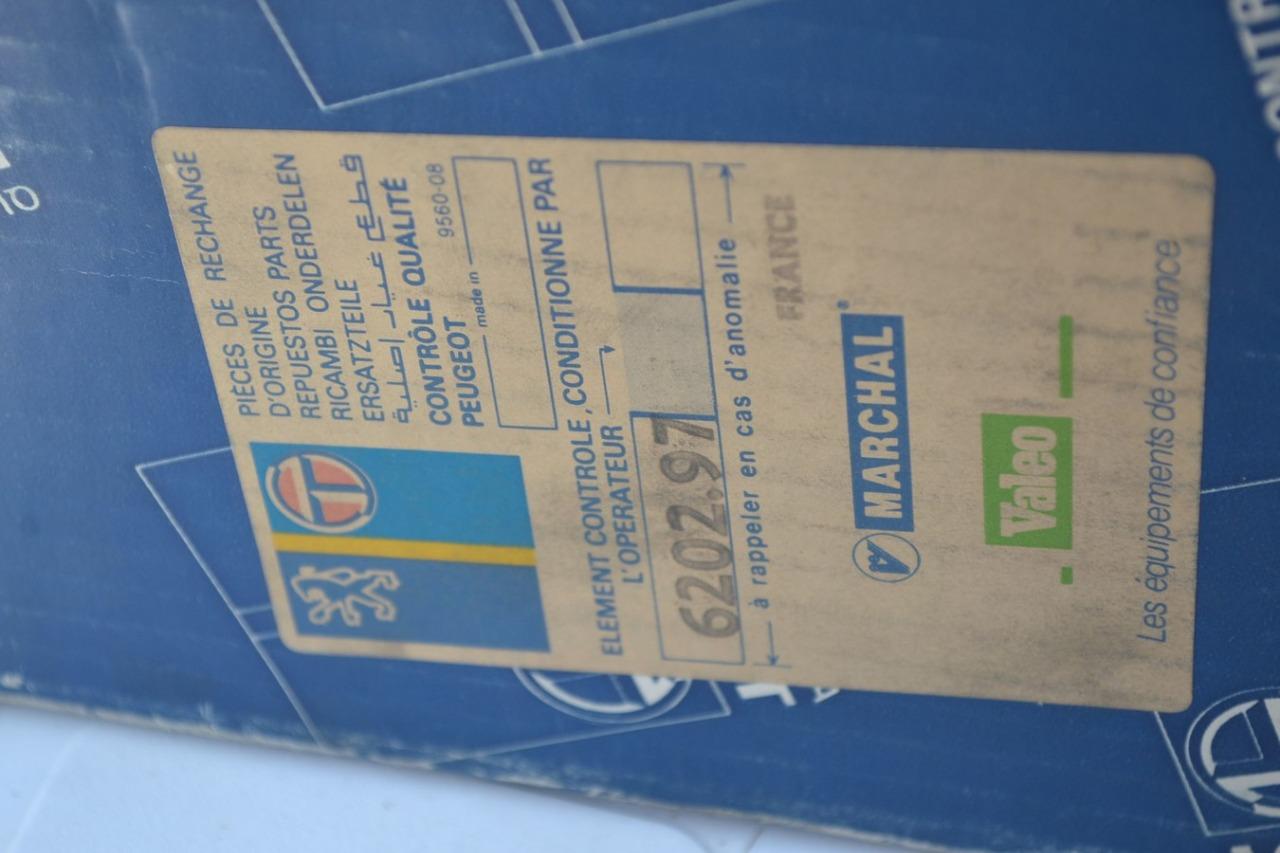 PIÈCES DE RECHANGE
D'ORIGINE
REPUESTOS PARTS
RICAMBI ONDERDELEN
ERSATZTEILE
قطع غيار اصلية
CONTRÔLE QUALITÉ
PEUGEOT 9560-08
made in
ELEMENT CONTROLE, CONDITIONNE PAR
L'OPERATEUR
6202.97
à rappeler en cas d'anomalie
FRANCE
MARCHAL
Valeo
Les équipements de confiance